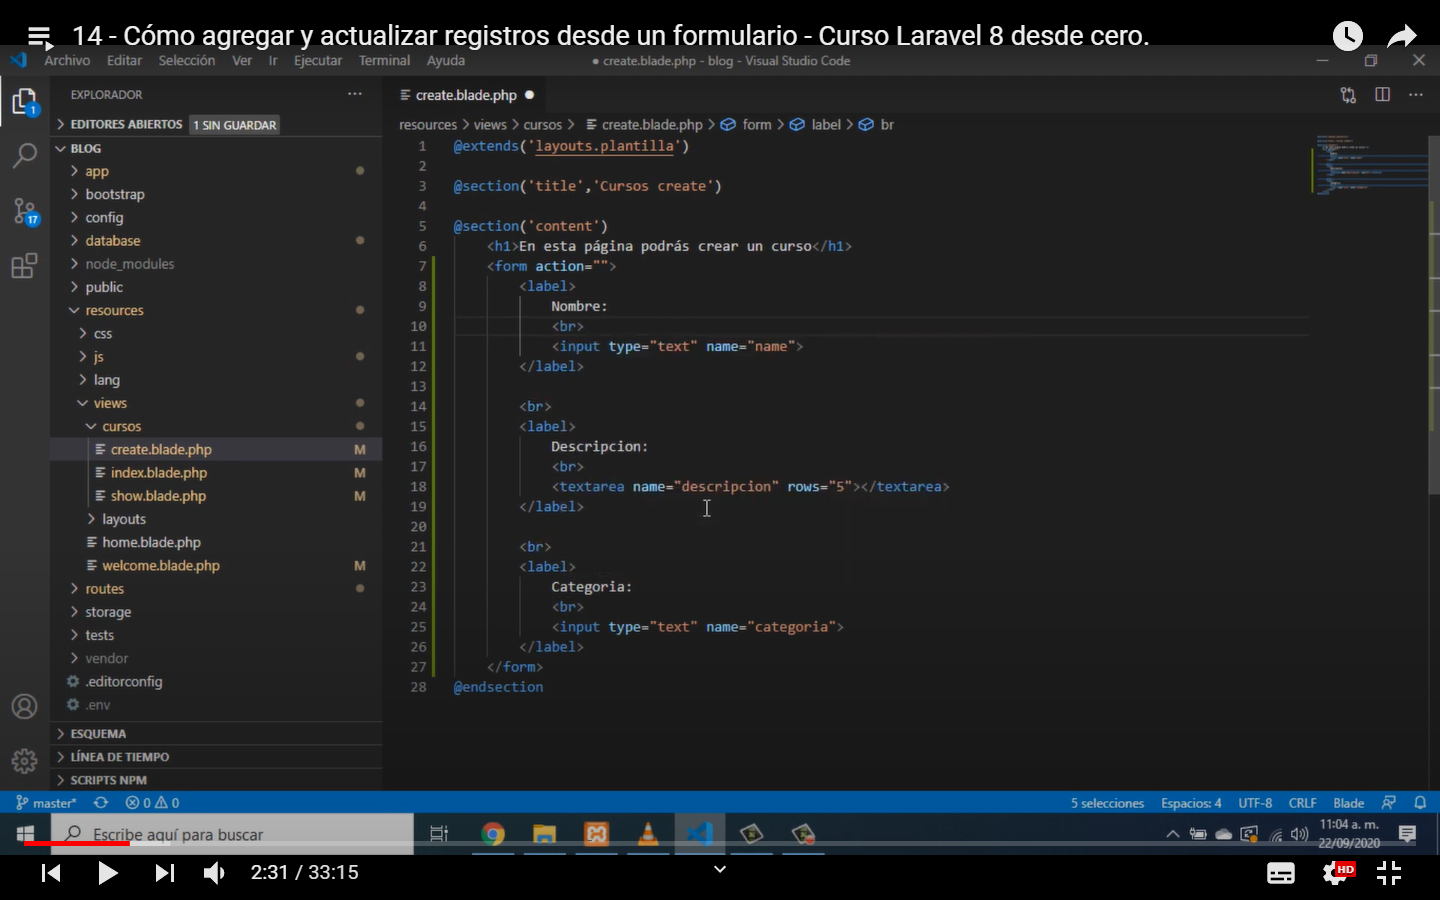 14 - Cómo agregar y actualizar registros desde un formulario - Curso Laravel 8 desde cero.
Archivo Editar Selección Ver Ir Ejecutar Terminal Ayuda
● create.blade.php - blog - Visual Studio Code
EXPLORADOR
EDITORES ABIERTOS 1 SIN GUARDAR
BLOG
app
bootstrap
config
database
node_modules
public
resources
css
js
lang
views
cursos
create.blade.php M
index.blade.php M
show.blade.php M
layouts
home.blade.php
welcome.blade.php M
routes
storage
tests
vendor
.editorconfig
.env
ESQUEMA
LÍNEA DE TIEMPO
SCRIPTS NPM
1
17
create.blade.php ●
resources > views > cursos > create.blade.php > form > label > br
1 @extends('layouts.plantilla')
2
3 @section('title','Cursos create')
4
5 @section('content')
6 <h1>En esta página podrás crear un curso</h1>
7 <form action="">
8 <label>
9 Nombre:
10 <br>
11 <input type="text" name="name">
12 </label>
13
14 <br>
15 <label>
16 Descripcion:
17 <br>
18 <textarea name="descripcion" rows="5"></textarea>
19 </label>
20
21 <br>
22 <label>
23 Categoria:
24 <br>
25 <input type="text" name="categoria">
26 </label>
27 </form>
28 @endsection
master* 0 0
5 selecciones Espacios: 4 UTF-8 CRLF Blade
Escribe aquí para buscar
11:04 a. m.
22/09/2020
2:31 / 33:15
HD